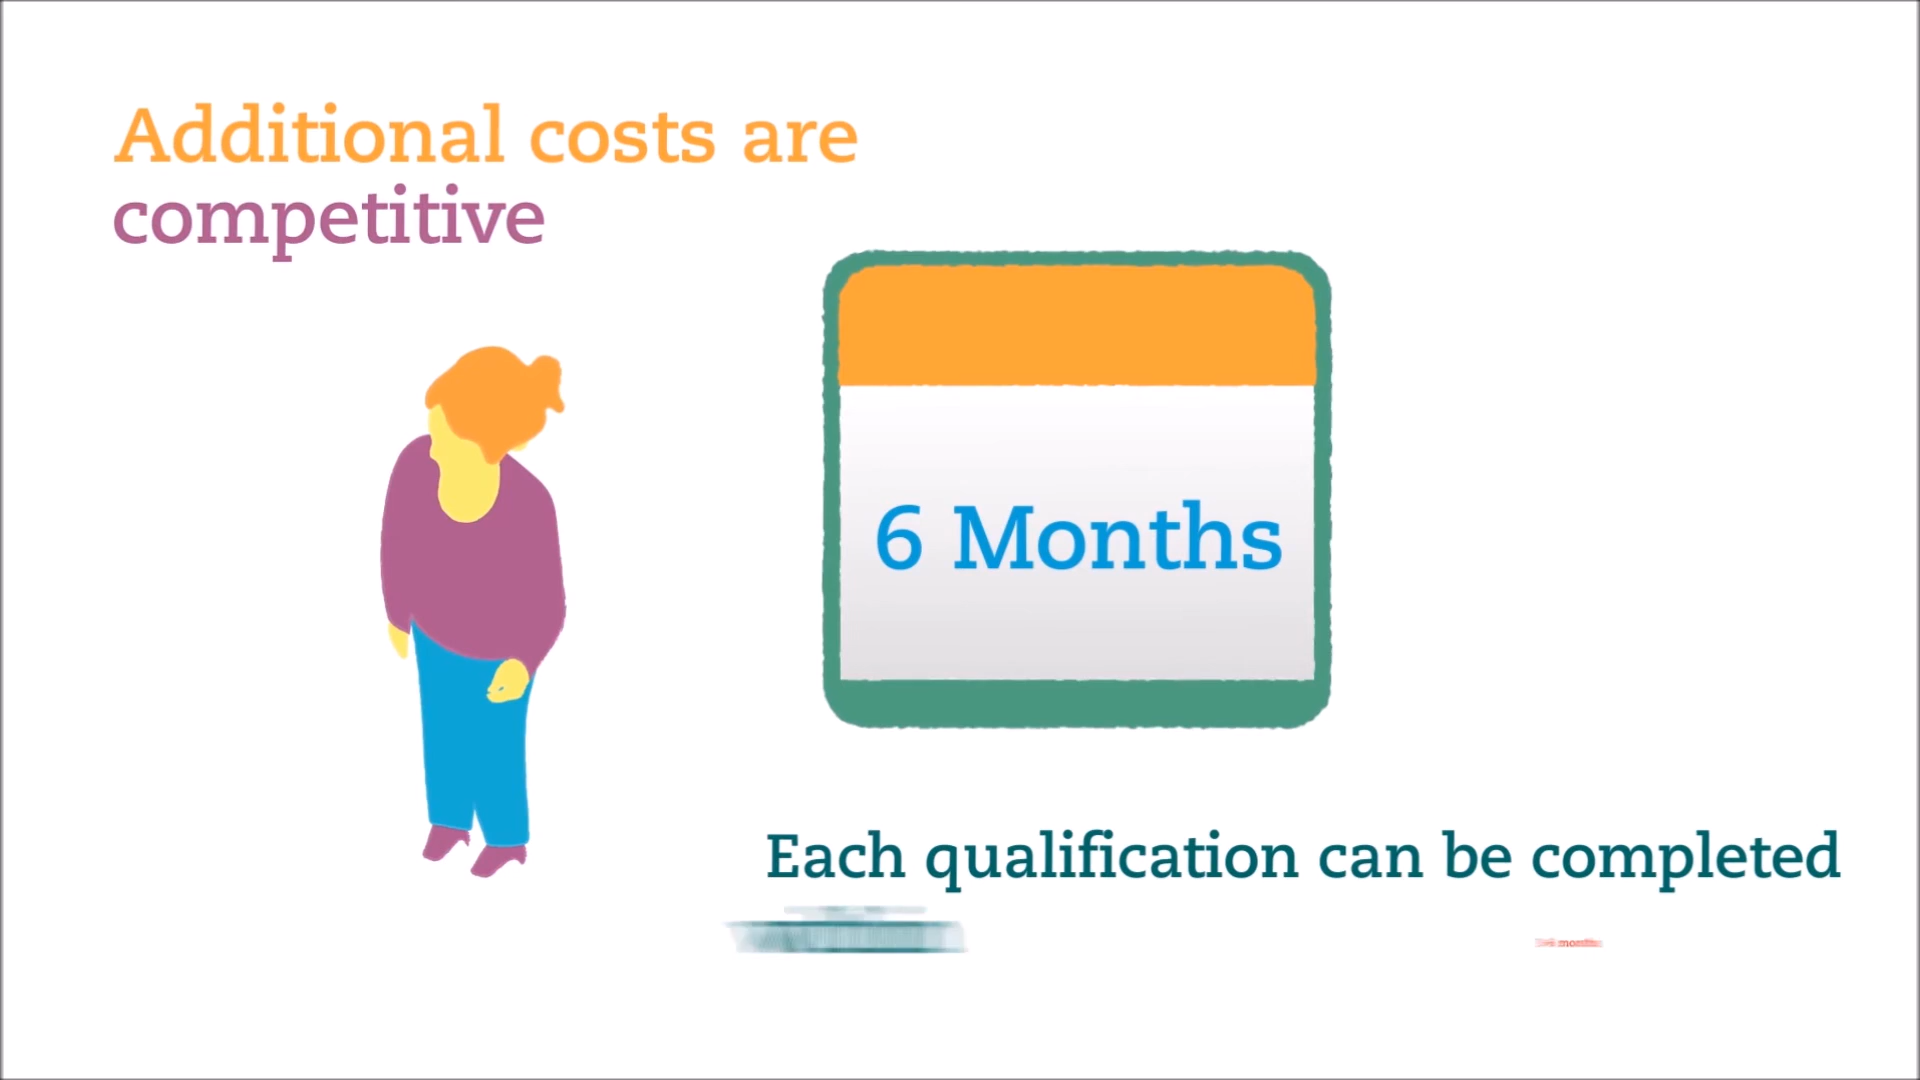 Additional costs are
competitive
6 Months
Each qualification can be completed